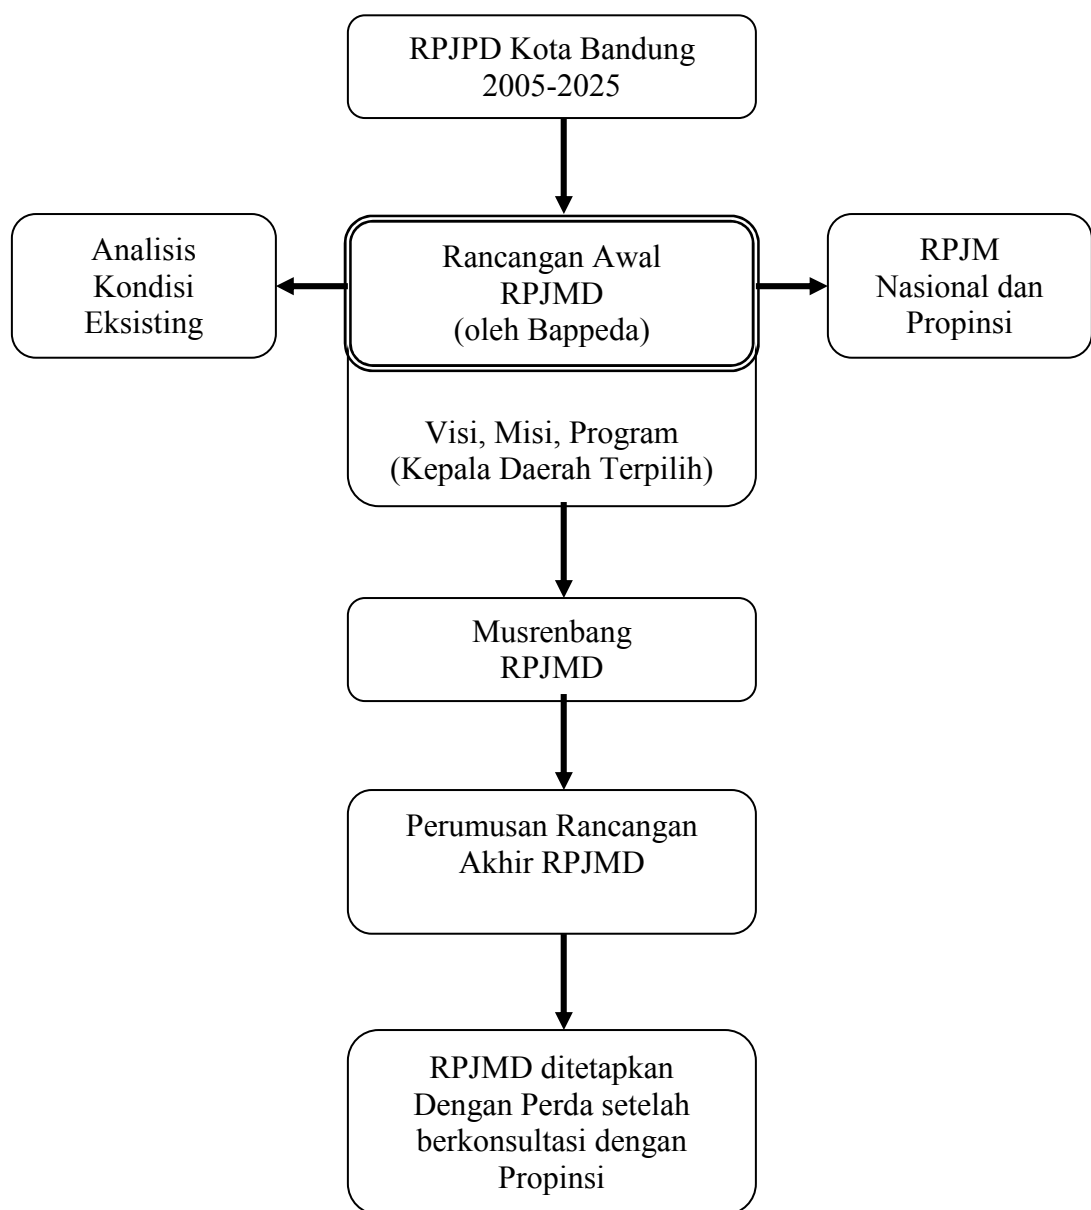 RPJPD Kota Bandung
2005-2025
Analisis
Kondisi
Eksisting
Rancangan Awal
RPJMD
(oleh Bappeda)
RPJM
Nasional dan
Propinsi
Visi, Misi, Program
(Kepala Daerah Terpilih)
Musrenbang
RPJMD
Perumusan Rancangan
Akhir RPJMD
RPJMD ditetapkan
Dengan Perda setelah
berkonsultasi dengan
Propinsi